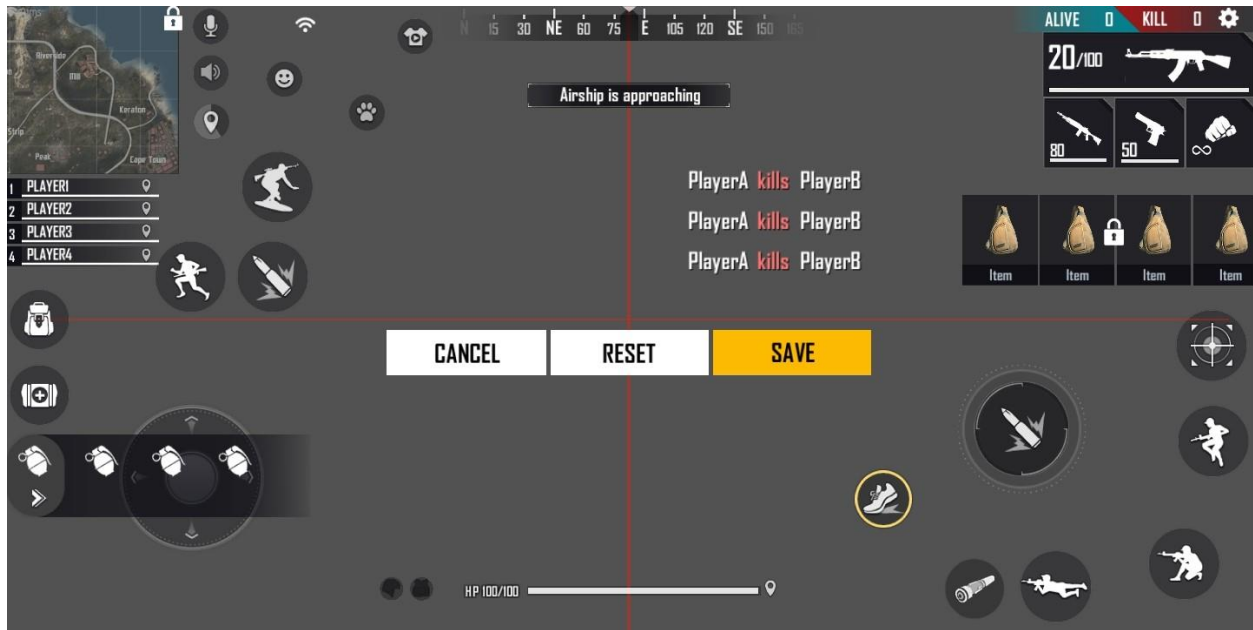 N 15 30 NE 60 75 E 105 120 SE 150 165
ALIVE 0 KILL 0
20/100
Airship is approaching
Riverside
Mill
Keraton
Strip
Peak
Cape Town
80 50 ∞
1 PLAYER1
2 PLAYER2
3 PLAYER3
4 PLAYER4
PlayerA kills PlayerB
PlayerA kills PlayerB
PlayerA kills PlayerB
Item Item Item Item
CANCEL RESET SAVE
HP 100/100